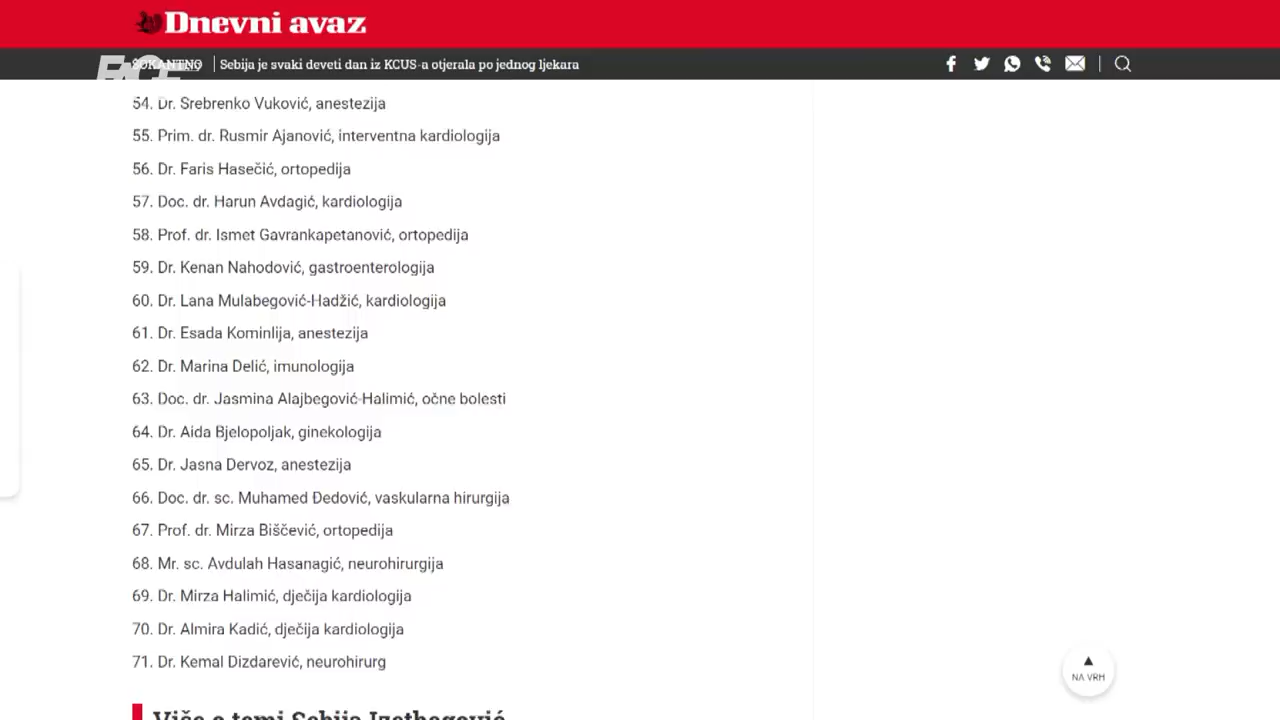 Dnevni avaz
FACE
ŠOKANTNO | Sebija je svaki deveti dan iz KCUS-a otjerala po jednog ljekara
54. Dr. Srebrenko Vuković, anestezija
55. Prim. dr. Rusmir Ajanović, interventna kardiologija
56. Dr. Faris Hasečić, ortopedija
57. Doc. dr. Harun Avdagić, kardiologija
58. Prof. dr. Ismet Gavrankapetanović, ortopedija
59. Dr. Kenan Nahodović, gastroenterologija
60. Dr. Lana Mulabegović-Hadžić, kardiologija
61. Dr. Esada Kominlija, anestezija
62. Dr. Marina Delić, imunologija
63. Doc. dr. Jasmina Alajbegović-Halimić, očne bolesti
64. Dr. Aida Bjelopoljak, ginekologija
65. Dr. Jasna Dervoz, anestezija
66. Doc. dr. sc. Muhamed Đedović, vaskularna hirurgija
67. Prof. dr. Mirza Biščević, ortopedija
68. Mr. sc. Avdulah Hasanagić, neurohirurgija
69. Dr. Mirza Halimić, dječija kardiologija
70. Dr. Almira Kadić, dječija kardiologija
71. Dr. Kemal Dizdarević, neurohirurg
NA VRH
Više o temi Sebija Izetbegović